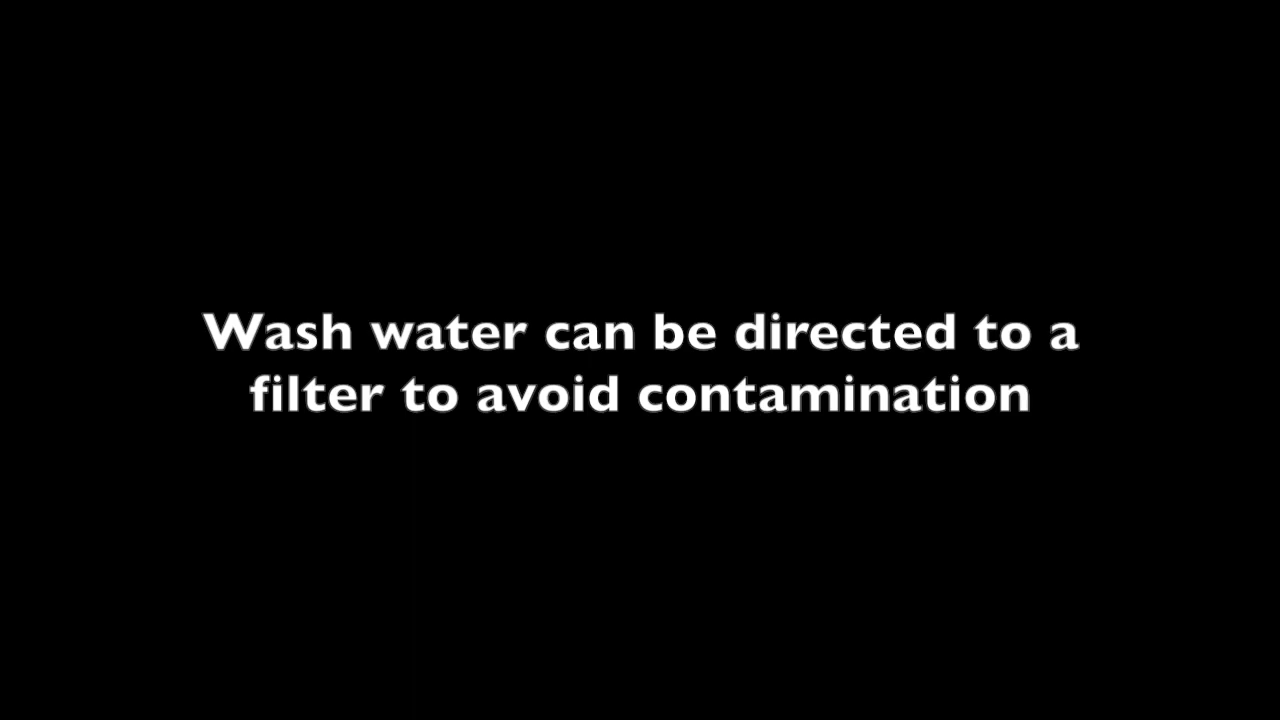 Wash water can be directed to a
filter to avoid contamination